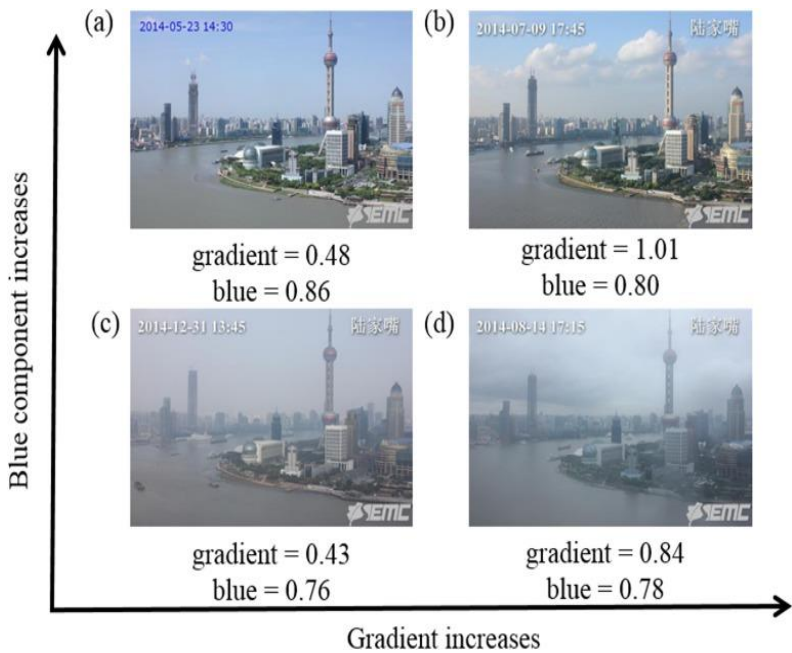 (a)
2014-05-23 14:30
SEMC
gradient = 0.48
blue = 0.86
(b)
2014-07-09 17:45 陆家嘴
SEMC
gradient = 1.01
blue = 0.80
(c)
2014-12-31 13:45 陆家嘴
SEMC
gradient = 0.43
blue = 0.76
(d)
2014-08-14 17:15 陆家嘴
SEMC
gradient = 0.84
blue = 0.78
Blue component increases
Gradient increases